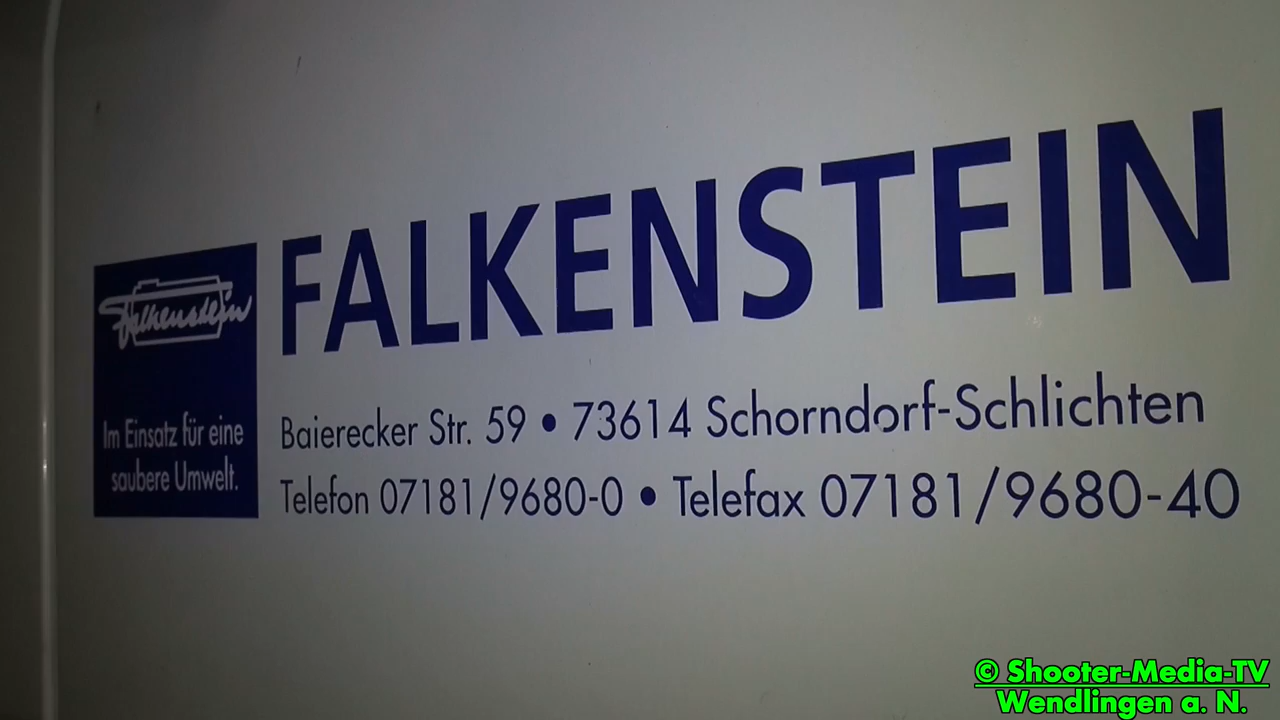 FALKENSTEIN
Falkenstein
Im Einsatz für eine
saubere Umwelt.
Baierecker Str. 59 • 73614 Schorndorf-Schlichten
Telefon 07181/9680-0 • Telefax 07181/9680-40
© Shooter-Media-TV
Wendlingen a. N.